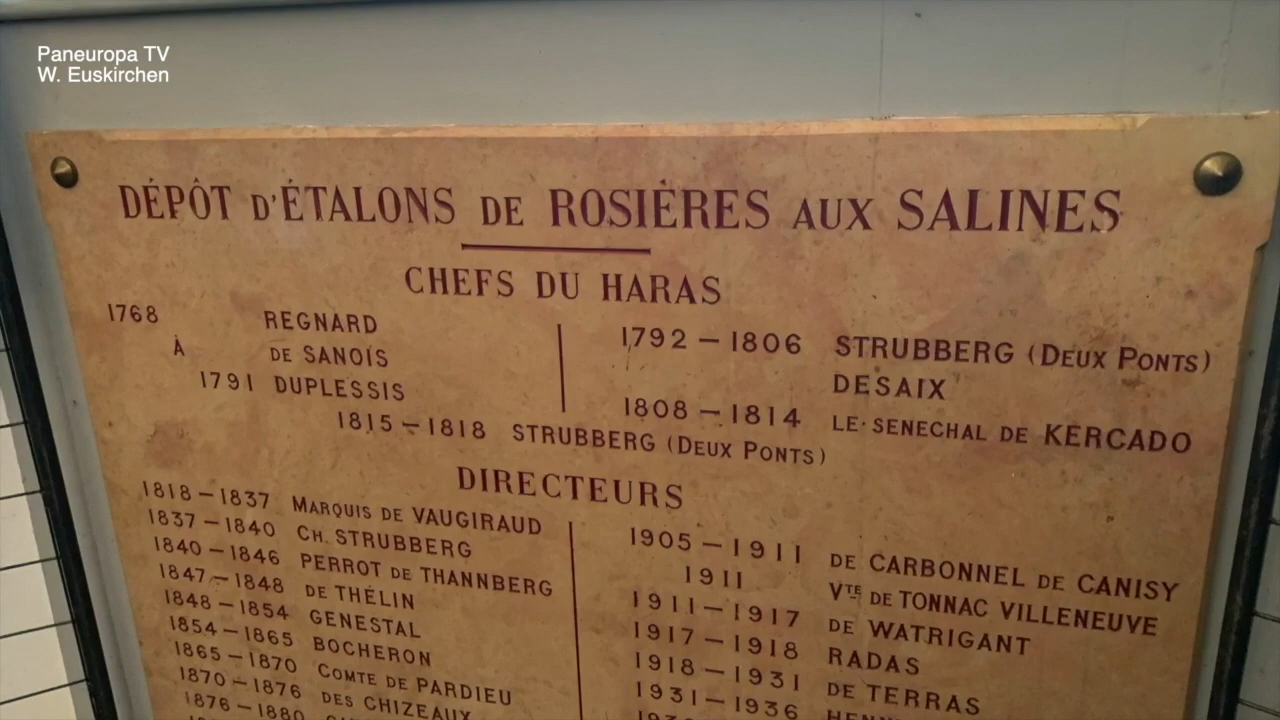 Paneuropa TV
W. Euskirchen
DÉPÔT D'ÉTALONS DE ROSIÈRES AUX SALINES
CHEFS DU HARAS
1768 REGNARD
À DE SANOIS
1791 DUPLESSIS
1792 – 1806 STRUBBERG (DEUX PONTS)
DESAIX
1808 – 1814 LE SENECHAL DE KERCADO
1815 – 1818 STRUBBERG (DEUX PONTS)
DIRECTEURS
1818 – 1837 MARQUIS DE VAUGIRAUD
1837 – 1840 CH. STRUBBERG
1840 – 1846 PERROT DE THANNBERG
1847 – 1848 DE THÉLIN
1848 – 1854 GENESTAL
1854 – 1865 BOCHERON
1865 – 1870 COMTE DE PARDIEU
1870 – 1876 DES CHIZEAUX
1876 – 1880
1905 – 1911 DE CARBONNEL DE CANISY
1911 VTE DE TONNAC VILLENEUVE
1911 – 1917 DE WATRIGANT
1917 – 1918 RADAS
1918 – 1931 DE TERRAS
1931 – 1936